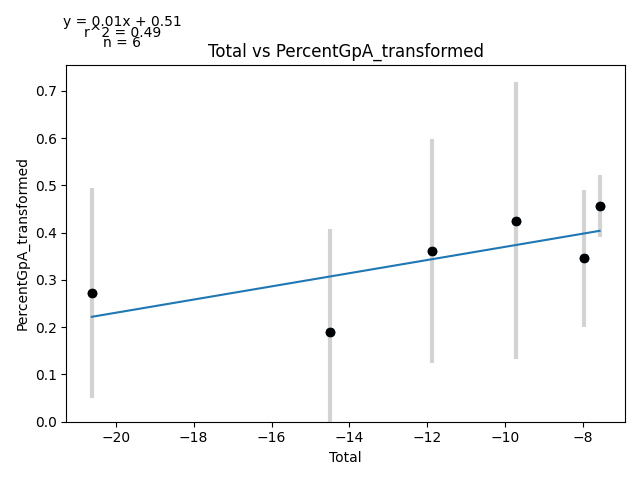 y = 0.01x + 0.51
r^2 = 0.49
n = 6
Total vs PercentGpA_transformed
PercentGpA_transformed
0.7
0.6
0.5
0.4
0.3
0.2
0.1
0.0
−20 −18 −16 −14 −12 −10 −8
Total